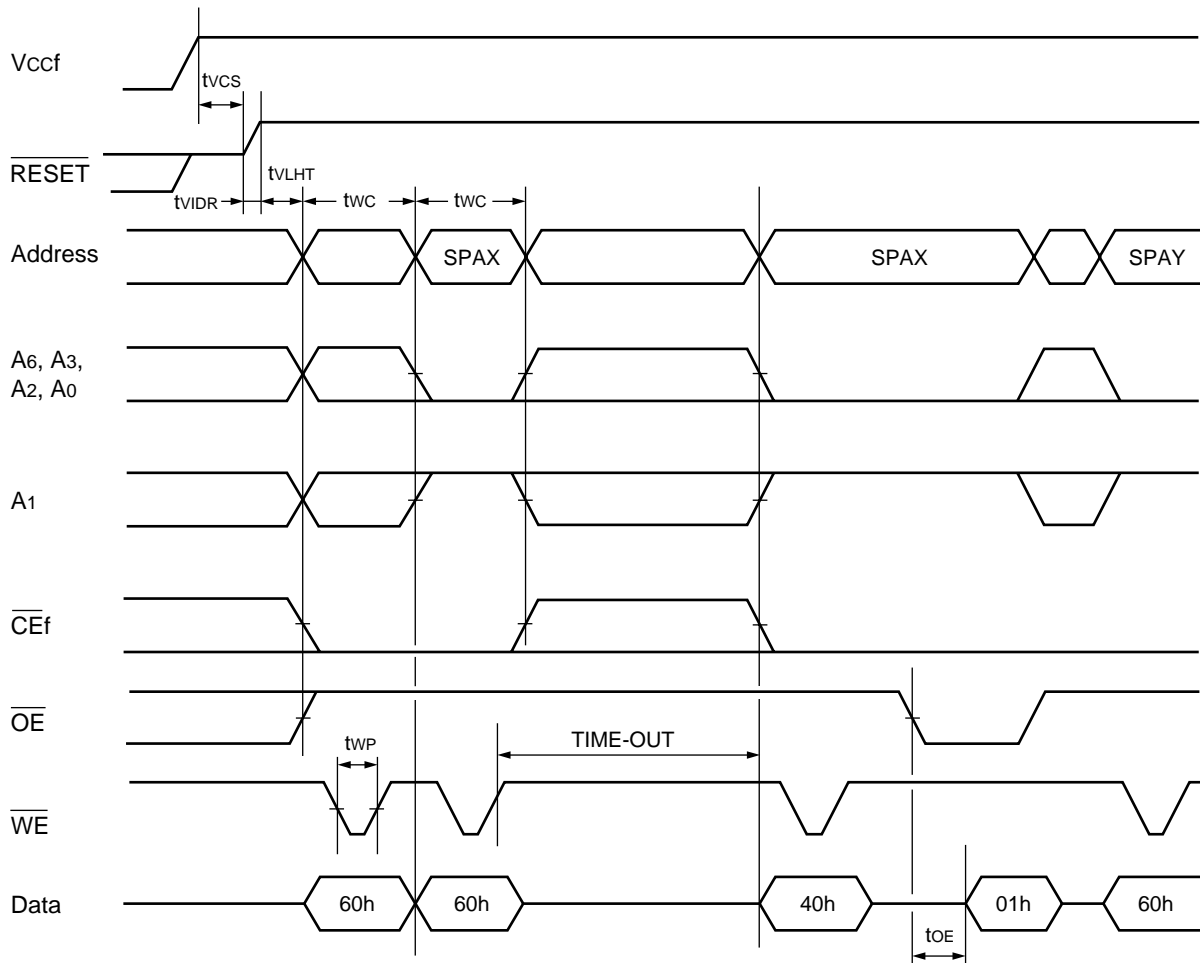 Vccf
tVCS
RESET
tVLHT
tVIDR
tWC
tWC
Address
SPAX
SPAX
SPAY
A6, A3,
A2, A0
A1
CEf
OE
TIME-OUT
tWP
WE
Data
60h
60h
40h
01h
60h
tOE